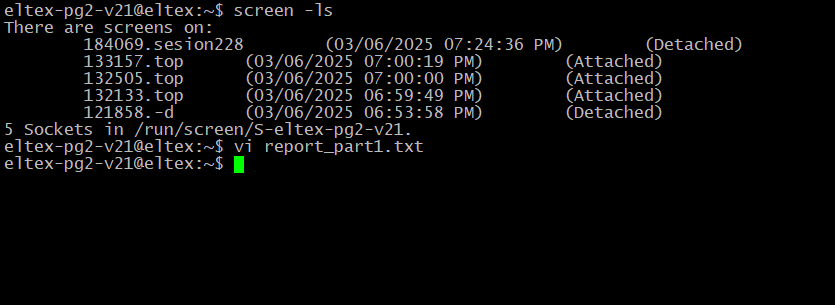 eltex-pg2-v21@eltex:~$ screen -ls
There are screens on:
184069.sesion228 (03/06/2025 07:24:36 PM) (Detached)
133157.top (03/06/2025 07:00:19 PM) (Attached)
132505.top (03/06/2025 07:00:00 PM) (Attached)
132133.top (03/06/2025 06:59:49 PM) (Attached)
121858.-d (03/06/2025 06:53:58 PM) (Detached)
5 Sockets in /run/screen/S-eltex-pg2-v21.
eltex-pg2-v21@eltex:~$ vi report_part1.txt
eltex-pg2-v21@eltex:~$